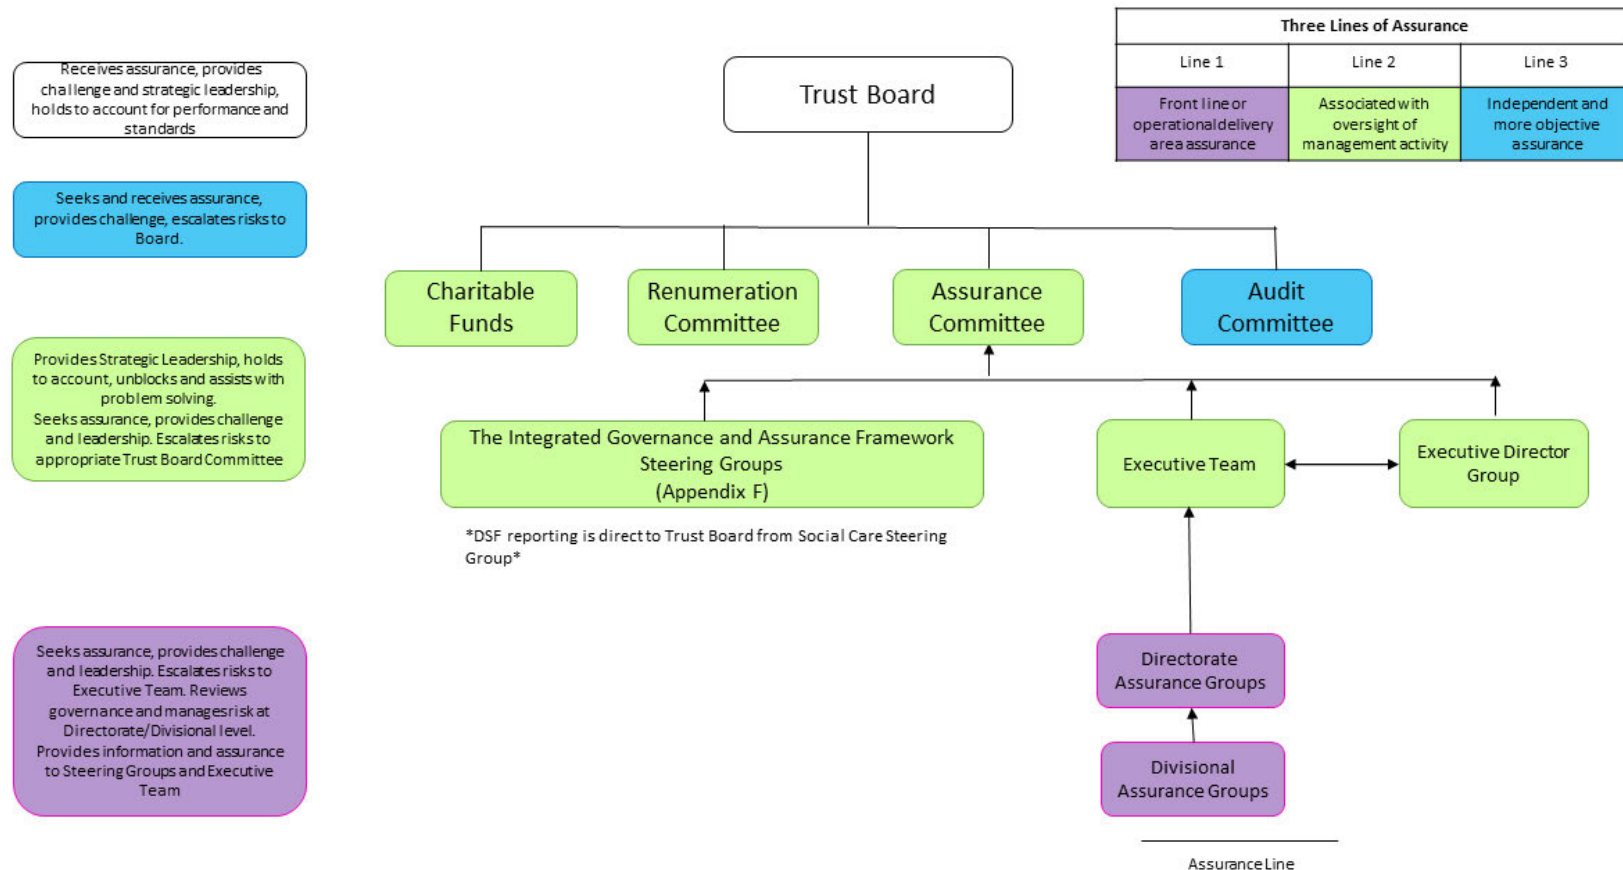 Three Lines of Assurance
Line 1
Line 2
Line 3
Front line or
operational delivery
area assurance
Associated with
oversight of
management activity
Independent and
more objective
assurance
Receives assurance, provides
challenge and strategic leadership,
holds to account for performance and
standards
Trust Board
Seeks and receives assurance,
provides challenge, escalates risks to
Board.
Charitable
Funds
Renumeration
Committee
Assurance
Committee
Audit
Committee
Provides Strategic Leadership, holds
to account, unblocks and assists with
problem solving.
Seeks assurance, provides challenge
and leadership. Escalates risks to
appropriate Trust Board Committee
The Integrated Governance and Assurance Framework
Steering Groups
(Appendix F)
Executive Team
Executive Director
Group
*DSF reporting is direct to Trust Board from Social Care Steering
Group*
Seeks assurance, provides challenge
and leadership. Escalates risks to
Executive Team. Reviews
governance and manages risk at
Directorate/Divisional level.
Provides information and assurance
to Steering Groups and Executive
Team
Directorate
Assurance Groups
Divisional
Assurance Groups
Assurance Line